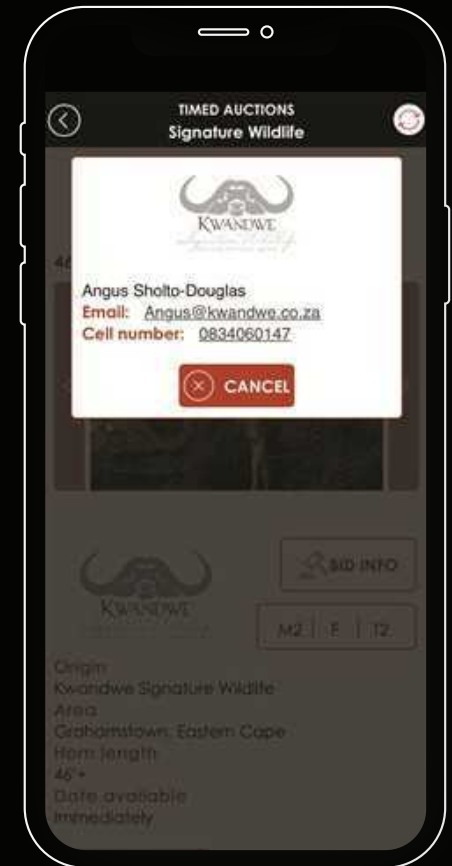 TIMED AUCTIONS
Signature Wildlife
KWANDWE
Angus Sholto-Douglas
Email: Angus@kwandwe.co.za
Cell number: 0834060147
CANCEL
BID INFO
KWANDWE
M2 | F | T2
Origin
Kwandwe Signature Wildlife
Area
Grahamstown, Eastern Cape
Horn length
46"+
Date available
Immediately